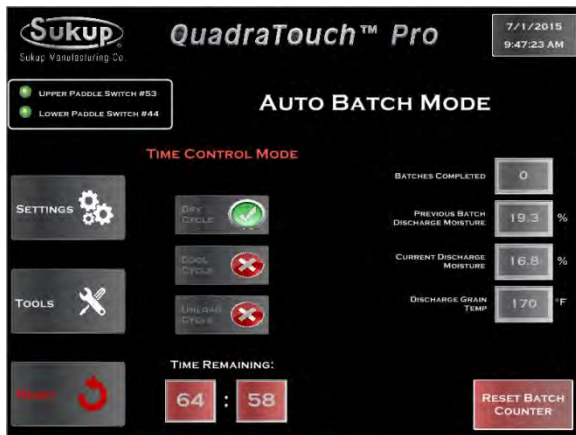 Sukup
Sukup Manufacturing Co.
QuadraTouch™ Pro
7/1/2015
9:47:23 AM
UPPER PADDLE SWITCH #53
LOWER PADDLE SWITCH #44
AUTO BATCH MODE
TIME CONTROL MODE
SETTINGS
TOOLS
RESET
DRY
CYCLE
COOL
CYCLE
UNLOAD
CYCLE
TIME REMAINING:
64 : 58
BATCHES COMPLETED 0
PREVIOUS BATCH
DISCHARGE MOISTURE 19.3 %
CURRENT DISCHARGE
MOISTURE 16.8 %
DISCHARGE GRAIN
TEMP 170 °F
RESET BATCH
COUNTER